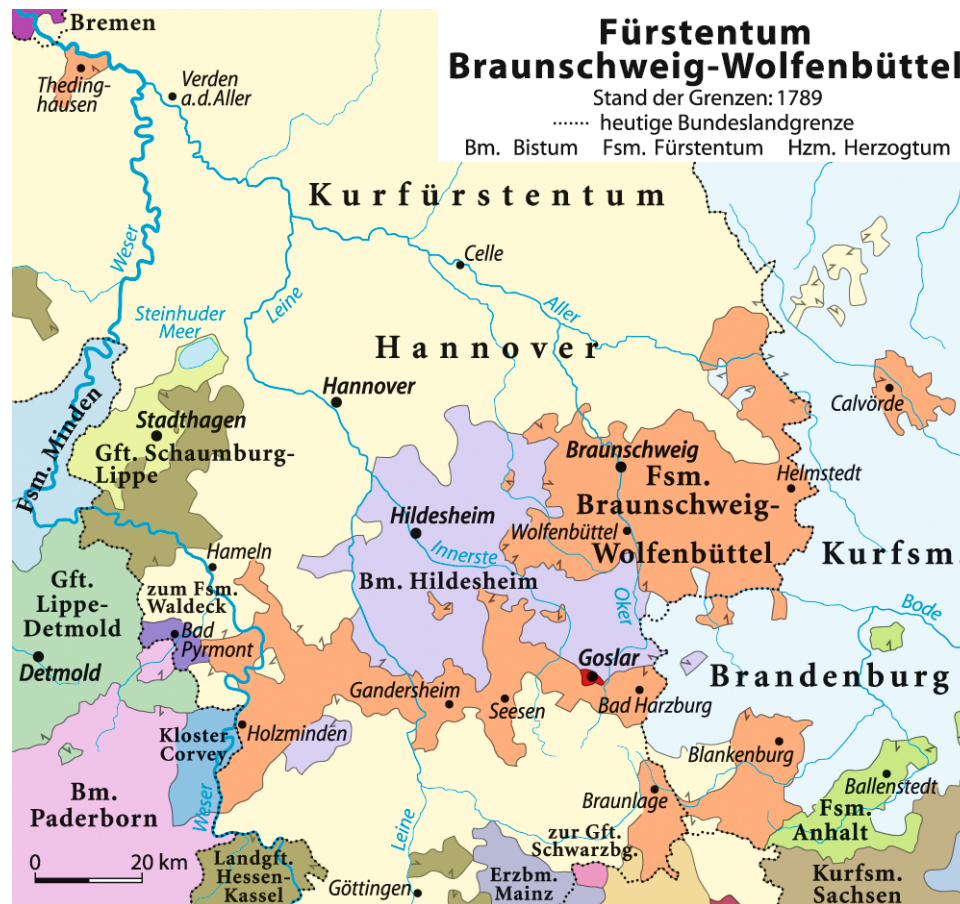 Fürstentum
Braunschweig-Wolfenbüttel
Stand der Grenzen: 1789
heutige Bundeslandgrenze
Bm. Bistum Fsm. Fürstentum Hzm. Herzogtum
Bremen
Theding-
hausen
Verden
a.d.Aller
Kurfürstentum
Weser
Celle
Leine
Aller
Steinhuder
Meer
Hannover
Hannover
Calvörde
Fsm. Minden
Stadthagen
Gft. Schaumburg-
Lippe
Braunschweig
Fsm.
Braunschweig-
Wolfenbüttel
Helmstedt
Hildesheim
Wolfenbüttel
Innerste
Bm. Hildesheim
Kurfsm.
Hameln
Gft.
Lippe-
Detmold
zum Fsm.
Waldeck
Oker
Bode
Bad
Pyrmont
Detmold
Goslar
Brandenburg
Gandersheim
Seesen
Bad Harzburg
Kloster
Corvey
Holzminden
Blankenburg
Bm.
Paderborn
Weser
Leine
Braunlage
Ballenstedt
Fsm.
Anhalt
zur Gft.
Schwarzbg.
0 20 km
Landgft.
Hessen-
Kassel
Göttingen
Erzbm.
Mainz
Kurfsm.
Sachsen